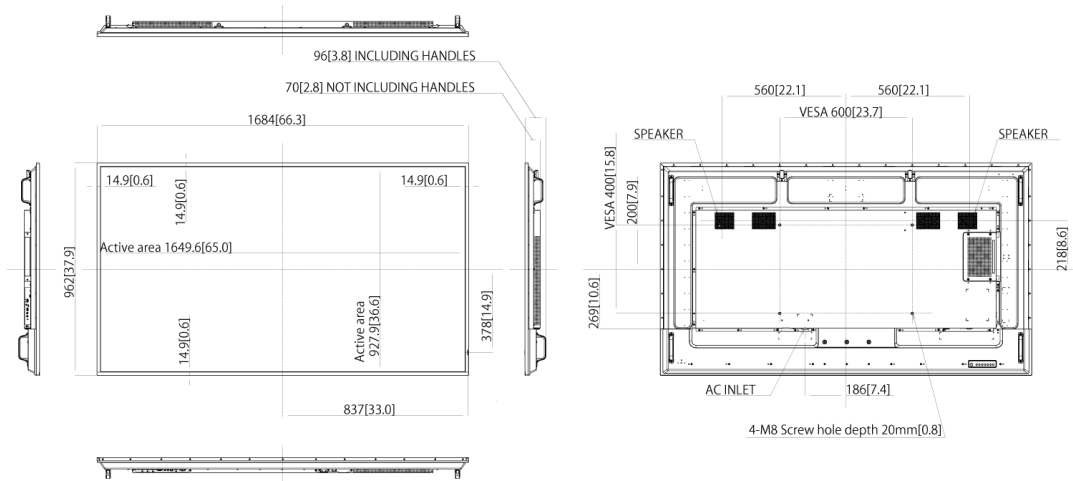 96[3.8] INCLUDING HANDLES
70[2.8] NOT INCLUDING HANDLES
1684[66.3]
14.9[0.6]
14.9[0.6]
14.9[0.6]
Active area 1649.6[65.0]
962[37.9]
Active area
927.9[36.6]
378[14.9]
14.9[0.6]
837[33.0]
560[22.1]
560[22.1]
VESA 600[23.7]
SPEAKER
SPEAKER
VESA 400[15.8]
200[7.9]
218[8.6]
269[10.6]
AC INLET
186[7.4]
4-M8 Screw hole depth 20mm[0.8]